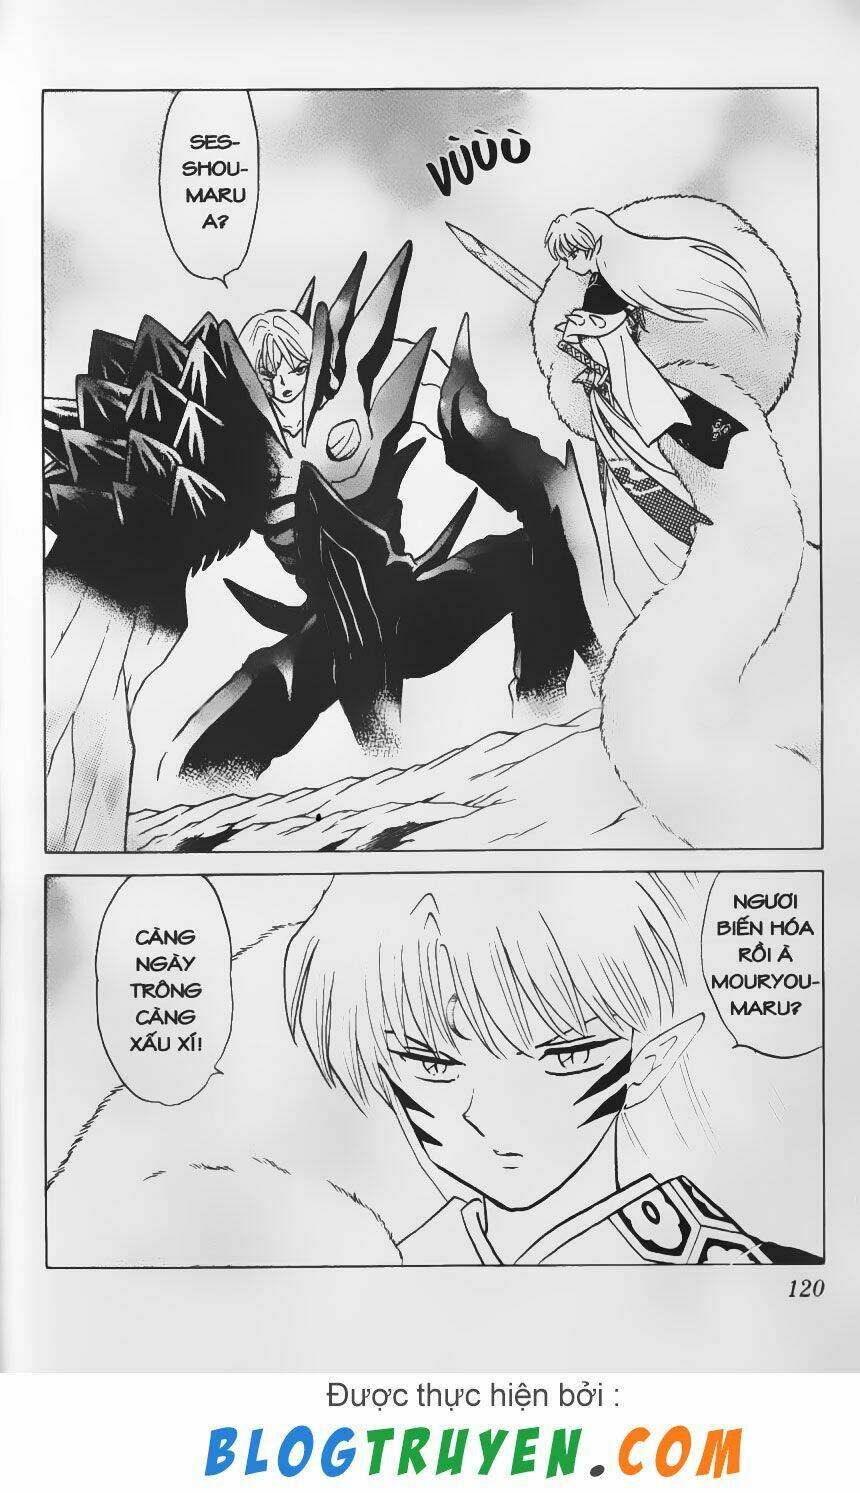 SES-
SHOU-
MARU
A?
VÙÙÙ
NGƯƠI
BIẾN HÓA
RỒI À
MOURYOU-
MARU?
CÀNG
NGÀY
TRÔNG
CÀNG
XẤU XÍ!
120
Được thực hiện bởi :
BLOGTRUYEN.COM